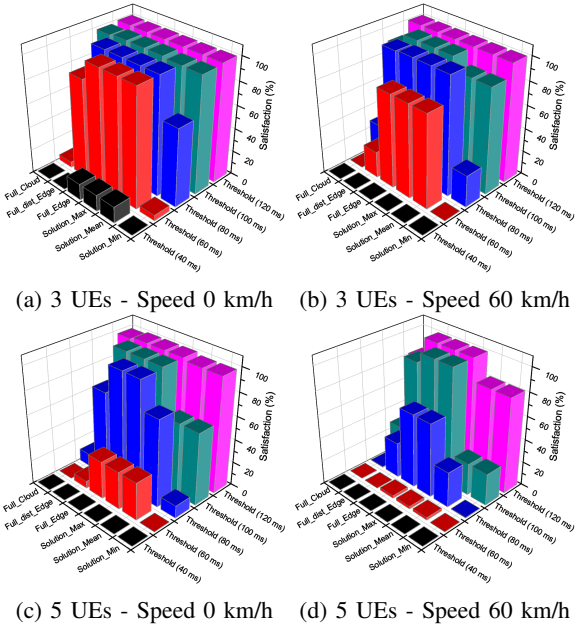 100
80
60
40
20
0
Satisfaction (%)
Full_Cloud
Full_dist_Edge
Full_Edge
Solution_Max
Solution_Mean
Solution_Min
Threshold (120 ms)
Threshold (100 ms)
Threshold (80 ms)
Threshold (60 ms)
Threshold (40 ms)
(a) 3 UEs - Speed 0 km/h
100
80
60
40
20
0
Satisfaction (%)
Full_Cloud
Full_dist_Edge
Full_Edge
Solution_Max
Solution_Mean
Solution_Min
Threshold (120 ms)
Threshold (100 ms)
Threshold (80 ms)
Threshold (60 ms)
Threshold (40 ms)
(b) 3 UEs - Speed 60 km/h
100
80
60
40
20
0
Satisfaction (%)
Full_Cloud
Full_dist_Edge
Full_Edge
Solution_Max
Solution_Mean
Solution_Min
Threshold (120 ms)
Threshold (100 ms)
Threshold (80 ms)
Threshold (60 ms)
Threshold (40 ms)
(c) 5 UEs - Speed 0 km/h
100
80
60
40
20
0
Satisfaction (%)
Full_Cloud
Full_dist_Edge
Full_Edge
Solution_Max
Solution_Mean
Solution_Min
Threshold (120 ms)
Threshold (100 ms)
Threshold (80 ms)
Threshold (60 ms)
Threshold (40 ms)
(d) 5 UEs - Speed 60 km/h